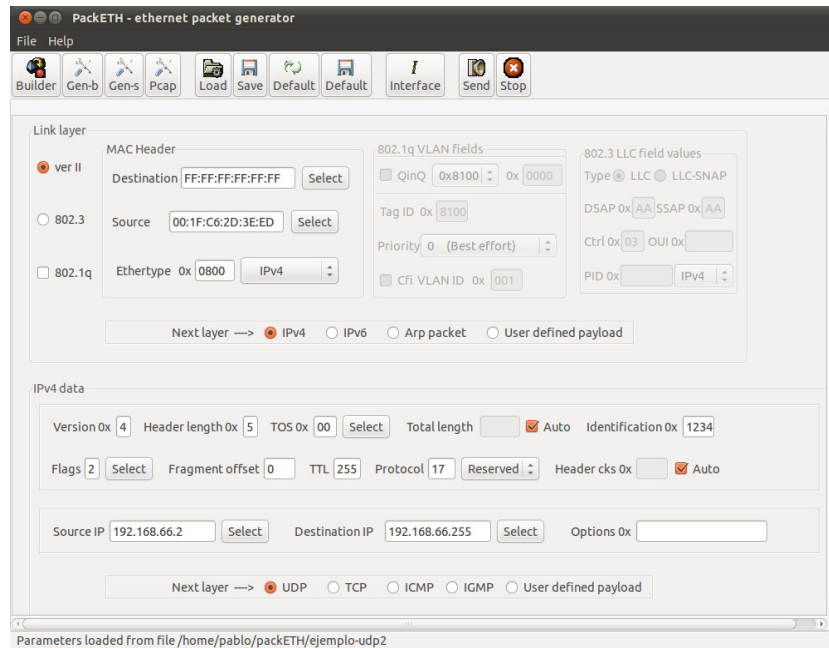 PackETH - ethernet packet generator
File Help
Builder Gen-b Gen-s Pcap Load Save Default Default Interface Send Stop
Link layer
ver II
802.3
802.1q
MAC Header
Destination FF:FF:FF:FF:FF:FF Select
Source 00:1F:C6:2D:3E:ED Select
Ethertype 0x 0800 IPv4
802.1q VLAN fields
QinQ 0x8100 0x 0000
Tag ID 0x 8100
Priority 0 (Best effort)
Cfi VLAN ID 0x 001
802.3 LLC field values
Type LLC LLC-SNAP
DSAP 0x AA SSAP 0x AA
Ctrl 0x 03 OUI 0x
PID 0x IPv4
Next layer ----> IPv4 IPv6 Arp packet User defined payload
IPv4 data
Version 0x 4 Header length 0x 5 TOS 0x 00 Select Total length Auto Identification 0x 1234
Flags 2 Select Fragment offset 0 TTL 255 Protocol 17 Reserved Header cks 0x Auto
Source IP 192.168.66.2 Select Destination IP 192.168.66.255 Select Options 0x
Next layer ----> UDP TCP ICMP IGMP User defined payload
Parameters loaded from file /home/pablo/packETH/ejemplo-udp2